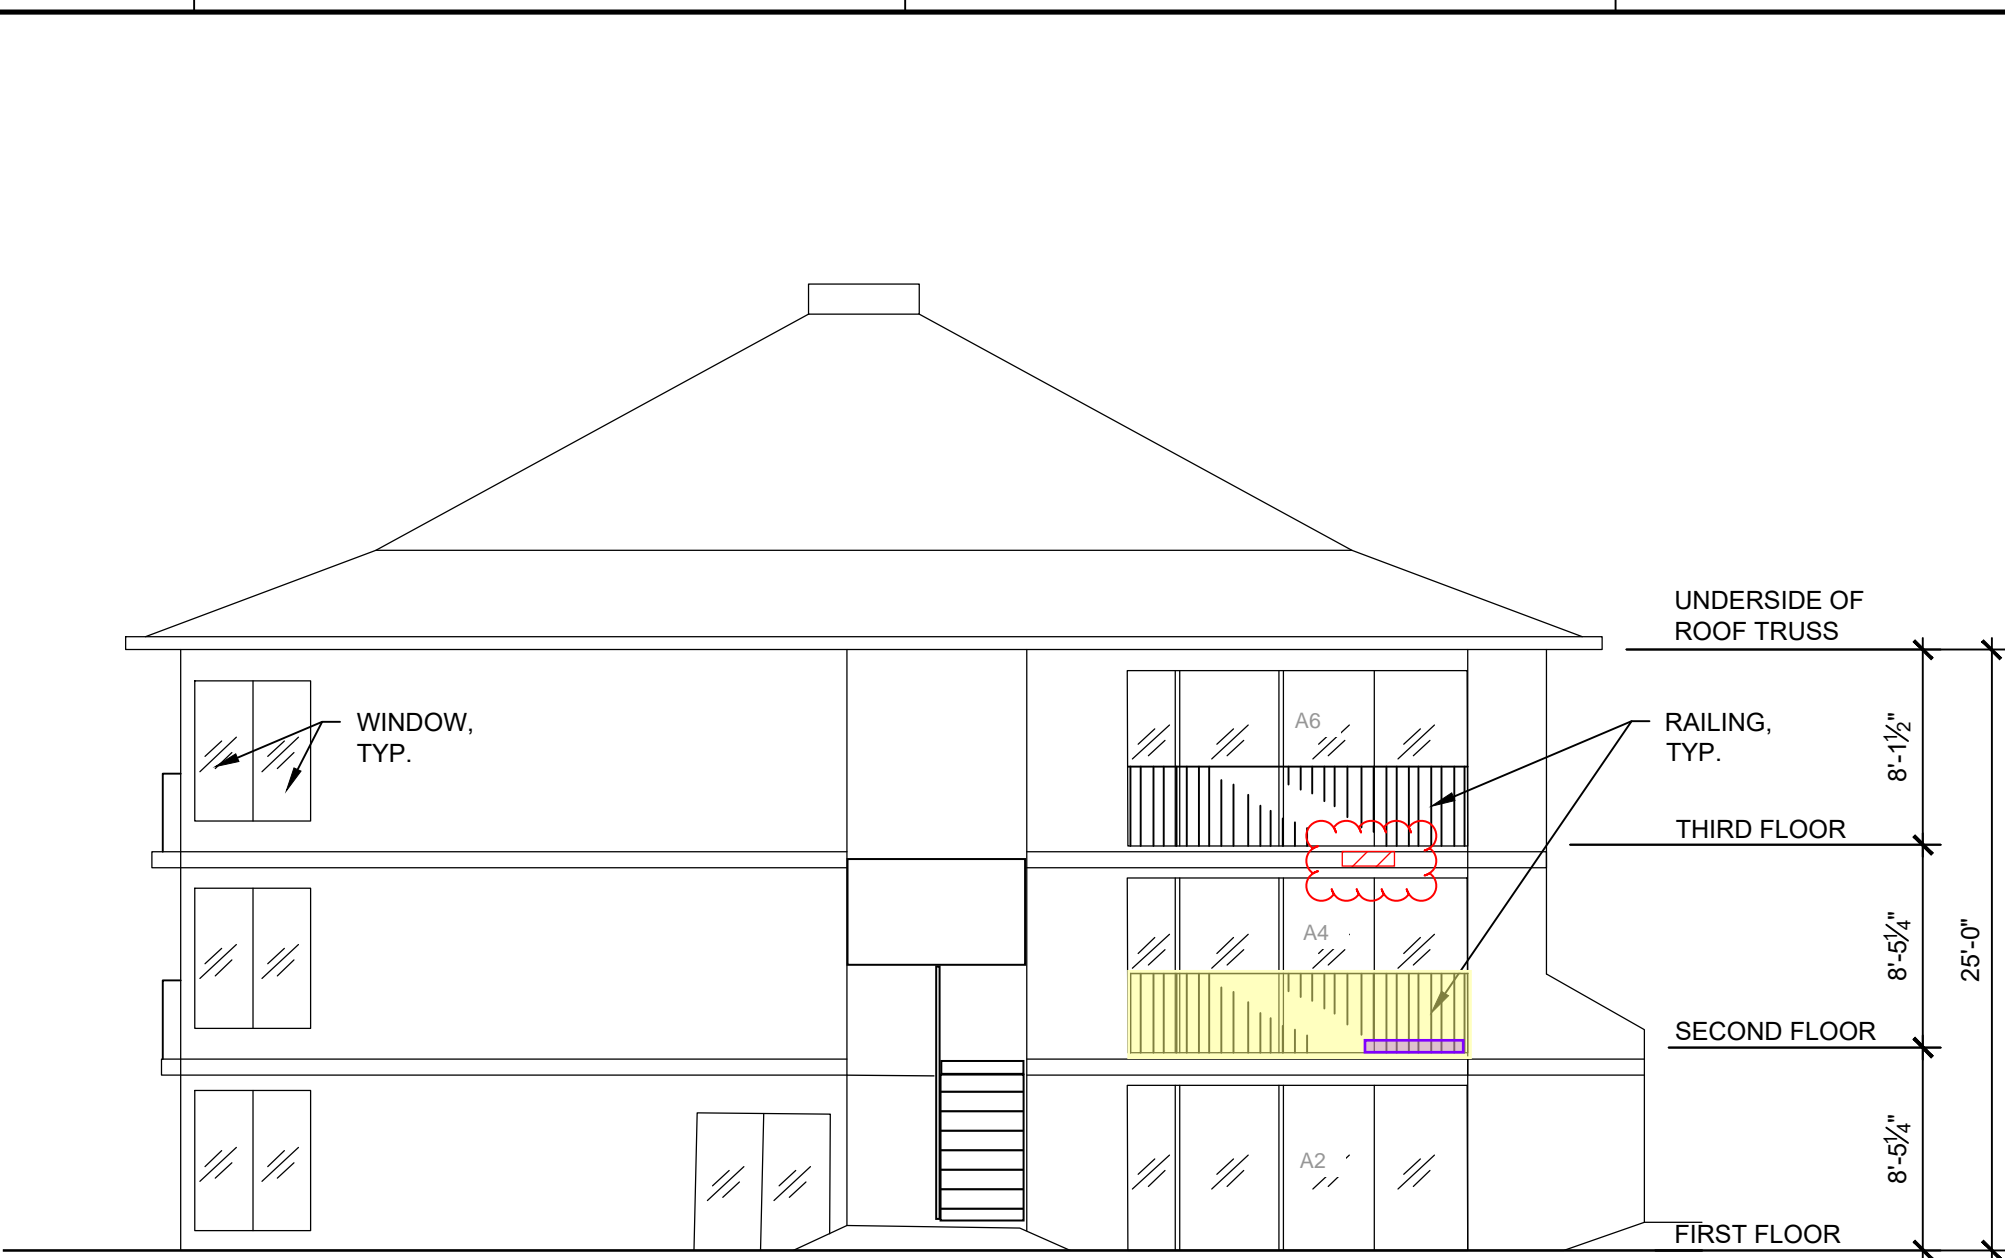 UNDERSIDE OF
ROOF TRUSS
WINDOW,
TYP.
A6
RAILING,
TYP.
8'-1½"
THIRD FLOOR
A4
8'-5¼"
25'-0"
SECOND FLOOR
A2
8'-5¼"
FIRST FLOOR